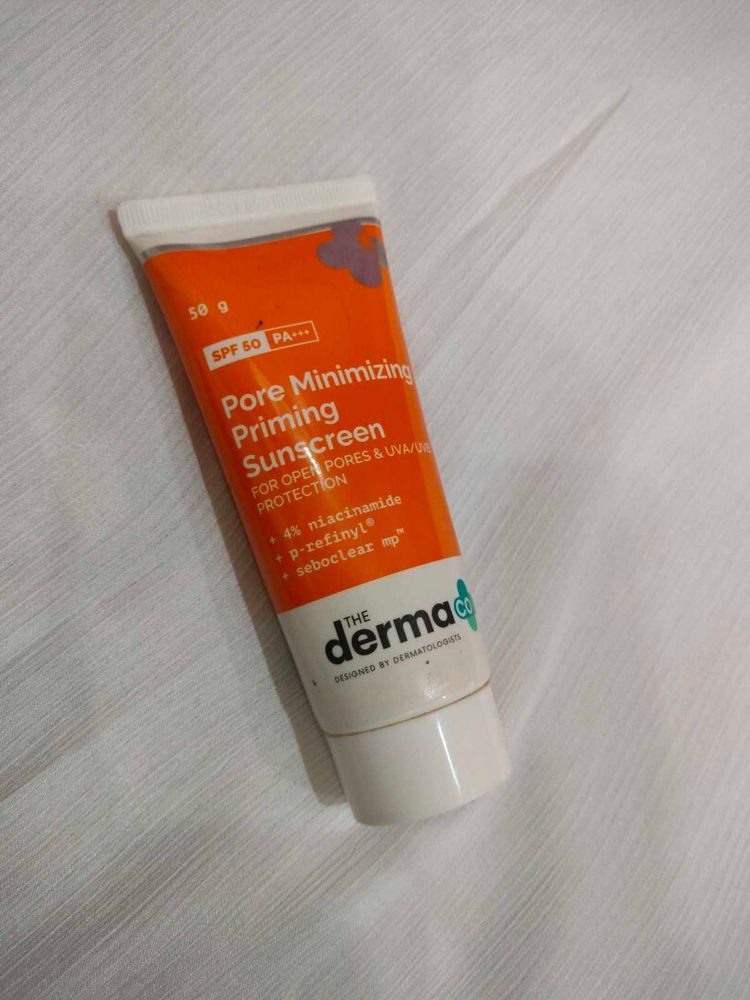 50 g
SPF 50 PA+++
Pore Minimizing
Priming
Sunscreen
FOR OPEN PORES & UVA/UVB
PROTECTION
+ 4% niacinamide
+ p-refinyl®
+ seboclear mp™
THE
derma co
DESIGNED BY DERMATOLOGISTS